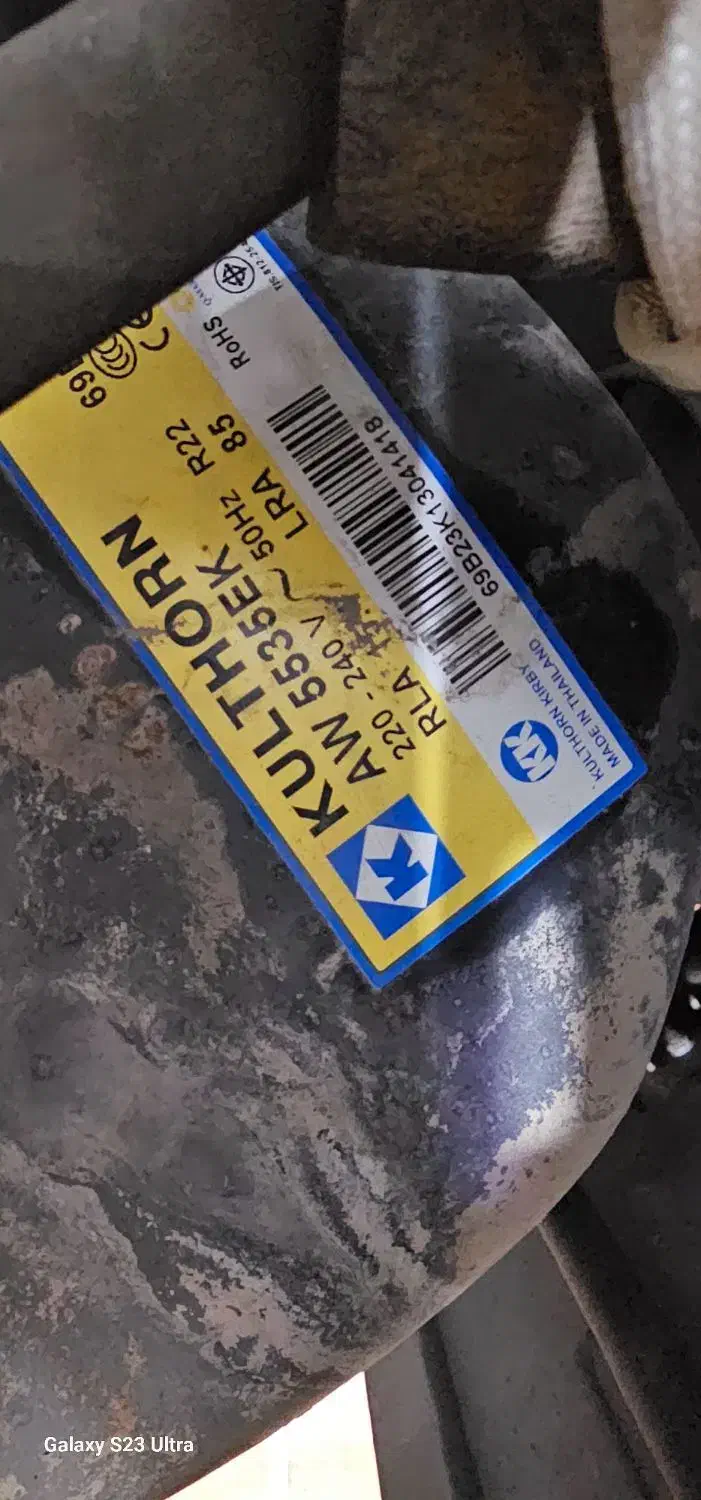 KULTHORN
AW 5535EK
220 - 240 V ~ 50HZ R22
RLA LRA 85
RoHS
69B23K13041418
KK
KULTHORN KIRBY
MADE IN THAILAND
Galaxy S23 Ultra